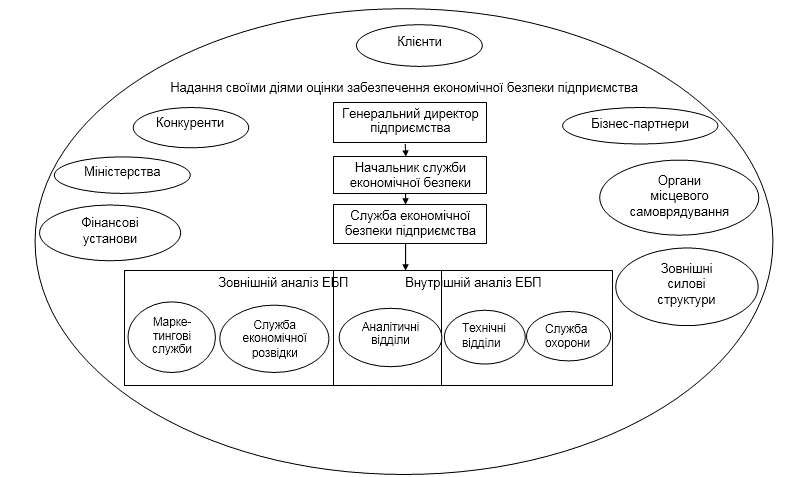 Клієнти
Надання своїми діями оцінки забезпечення економічної безпеки підприємства
Конкуренти
Генеральний директор
підприємства
Бізнес-партнери
Міністерства
Начальник служби
економічної безпеки
Органи
місцевого
самоврядування
Фінансові
установи
Служба економічної
безпеки підприємства
Зовнішні
силові
структури
Зовнішній аналіз ЕБП
Внутрішній аналіз ЕБП
Марке-
тингові
служби
Служба
економічної
розвідки
Аналітичні
відділи
Технічні
відділи
Служба
охорони